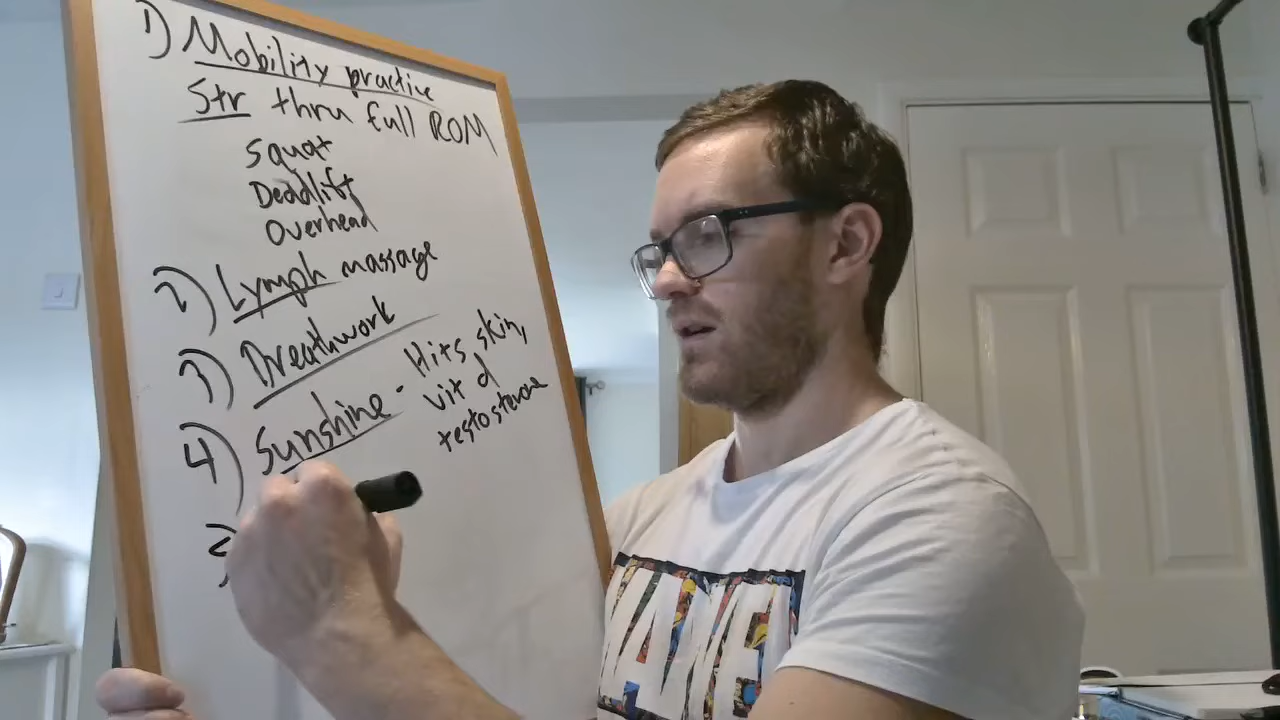 1) Mobility practice
Str thru full ROM
Squat
Deadlift
Overhead
2) Lymph massage
3) Breathwork
4) Sunshine - Hits skin,
vit d
testosterone
5)